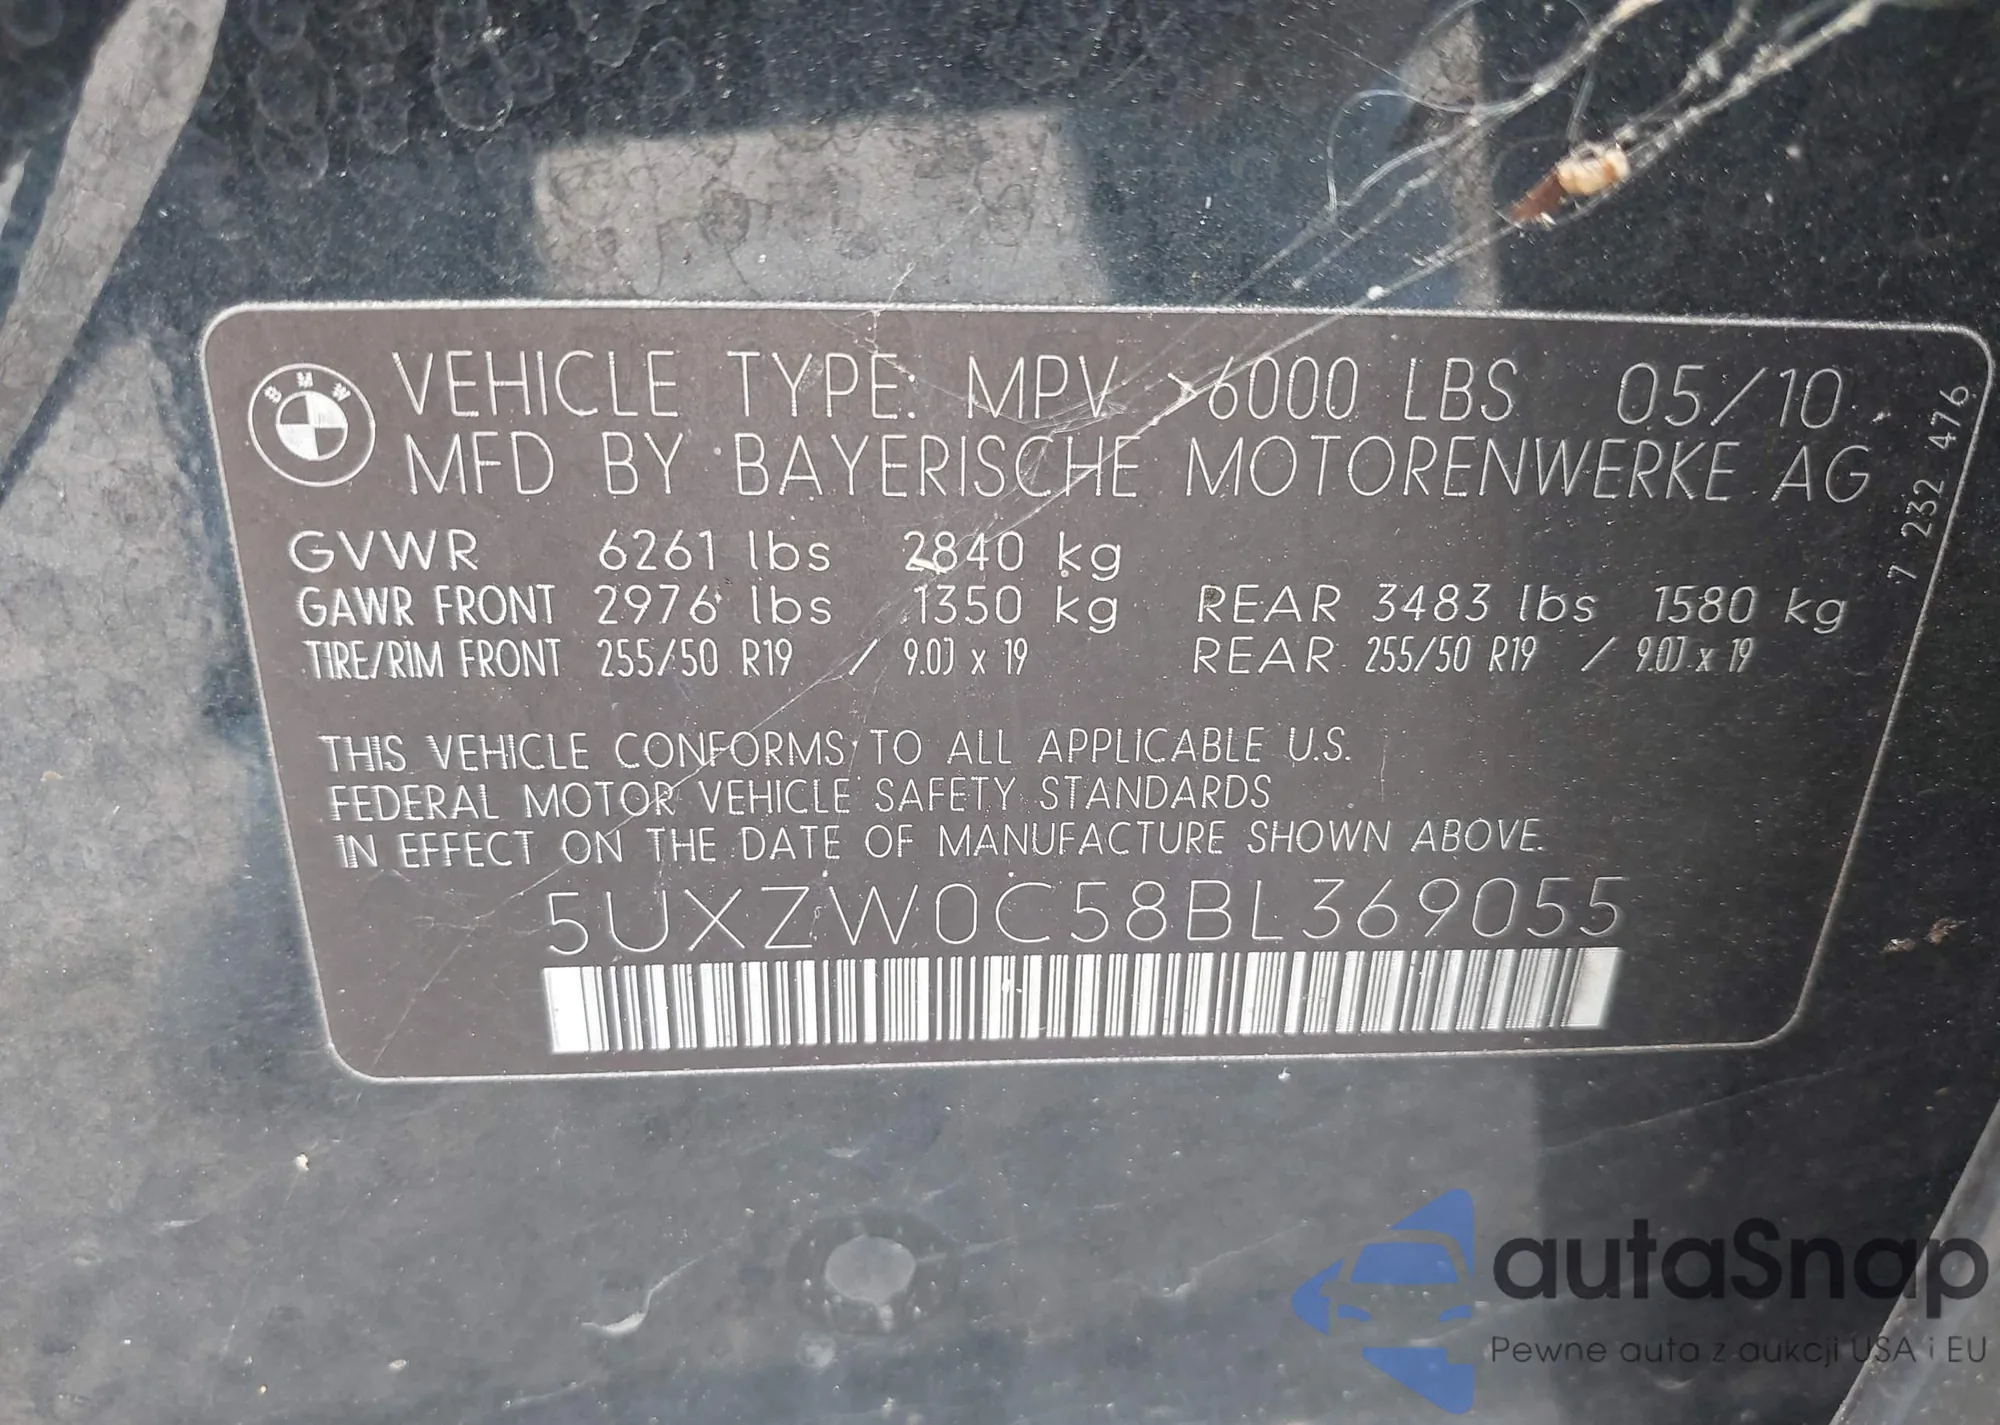 BMW
VEHICLE TYPE: MPV >6000 LBS 05/10
MFD BY BAYERISCHE MOTORENWERKE AG
7 232 476
GVWR 6261 lbs 2840 kg
GAWR FRONT 2976 lbs 1350 kg REAR 3483 lbs 1580 kg
TIRE/RIM FRONT 255/50 R19 / 9.0J x 19 REAR 255/50 R19 / 9.0J x 19
THIS VEHICLE CONFORMS TO ALL APPLICABLE U.S.
FEDERAL MOTOR VEHICLE SAFETY STANDARDS
IN EFFECT ON THE DATE OF MANUFACTURE SHOWN ABOVE.
5UXZW0C58BL369055
autaSnap
Pewne auta z aukcji USA i EU